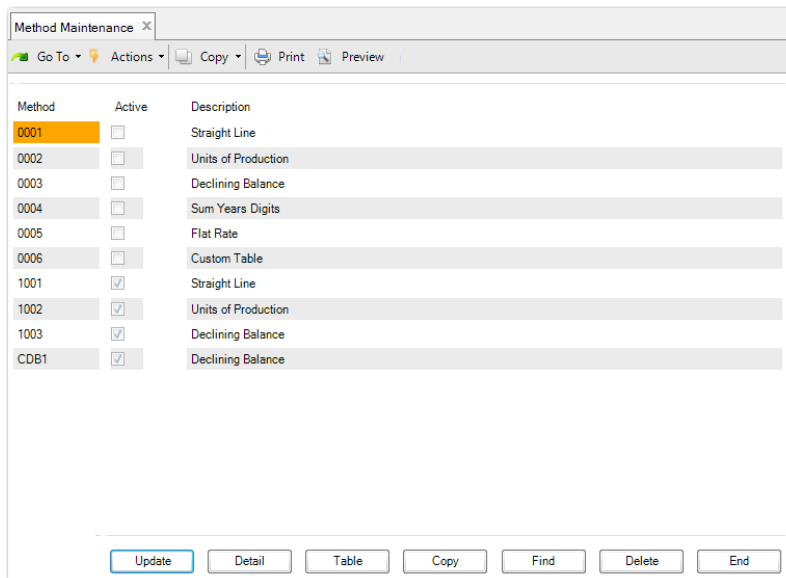 Method Maintenance
Go To Actions Copy Print Preview
Method Active Description
0001 Straight Line
0002 Units of Production
0003 Declining Balance
0004 Sum Years Digits
0005 Flat Rate
0006 Custom Table
1001 Straight Line
1002 Units of Production
1003 Declining Balance
CDB1 Declining Balance
Update Detail Table Copy Find Delete End